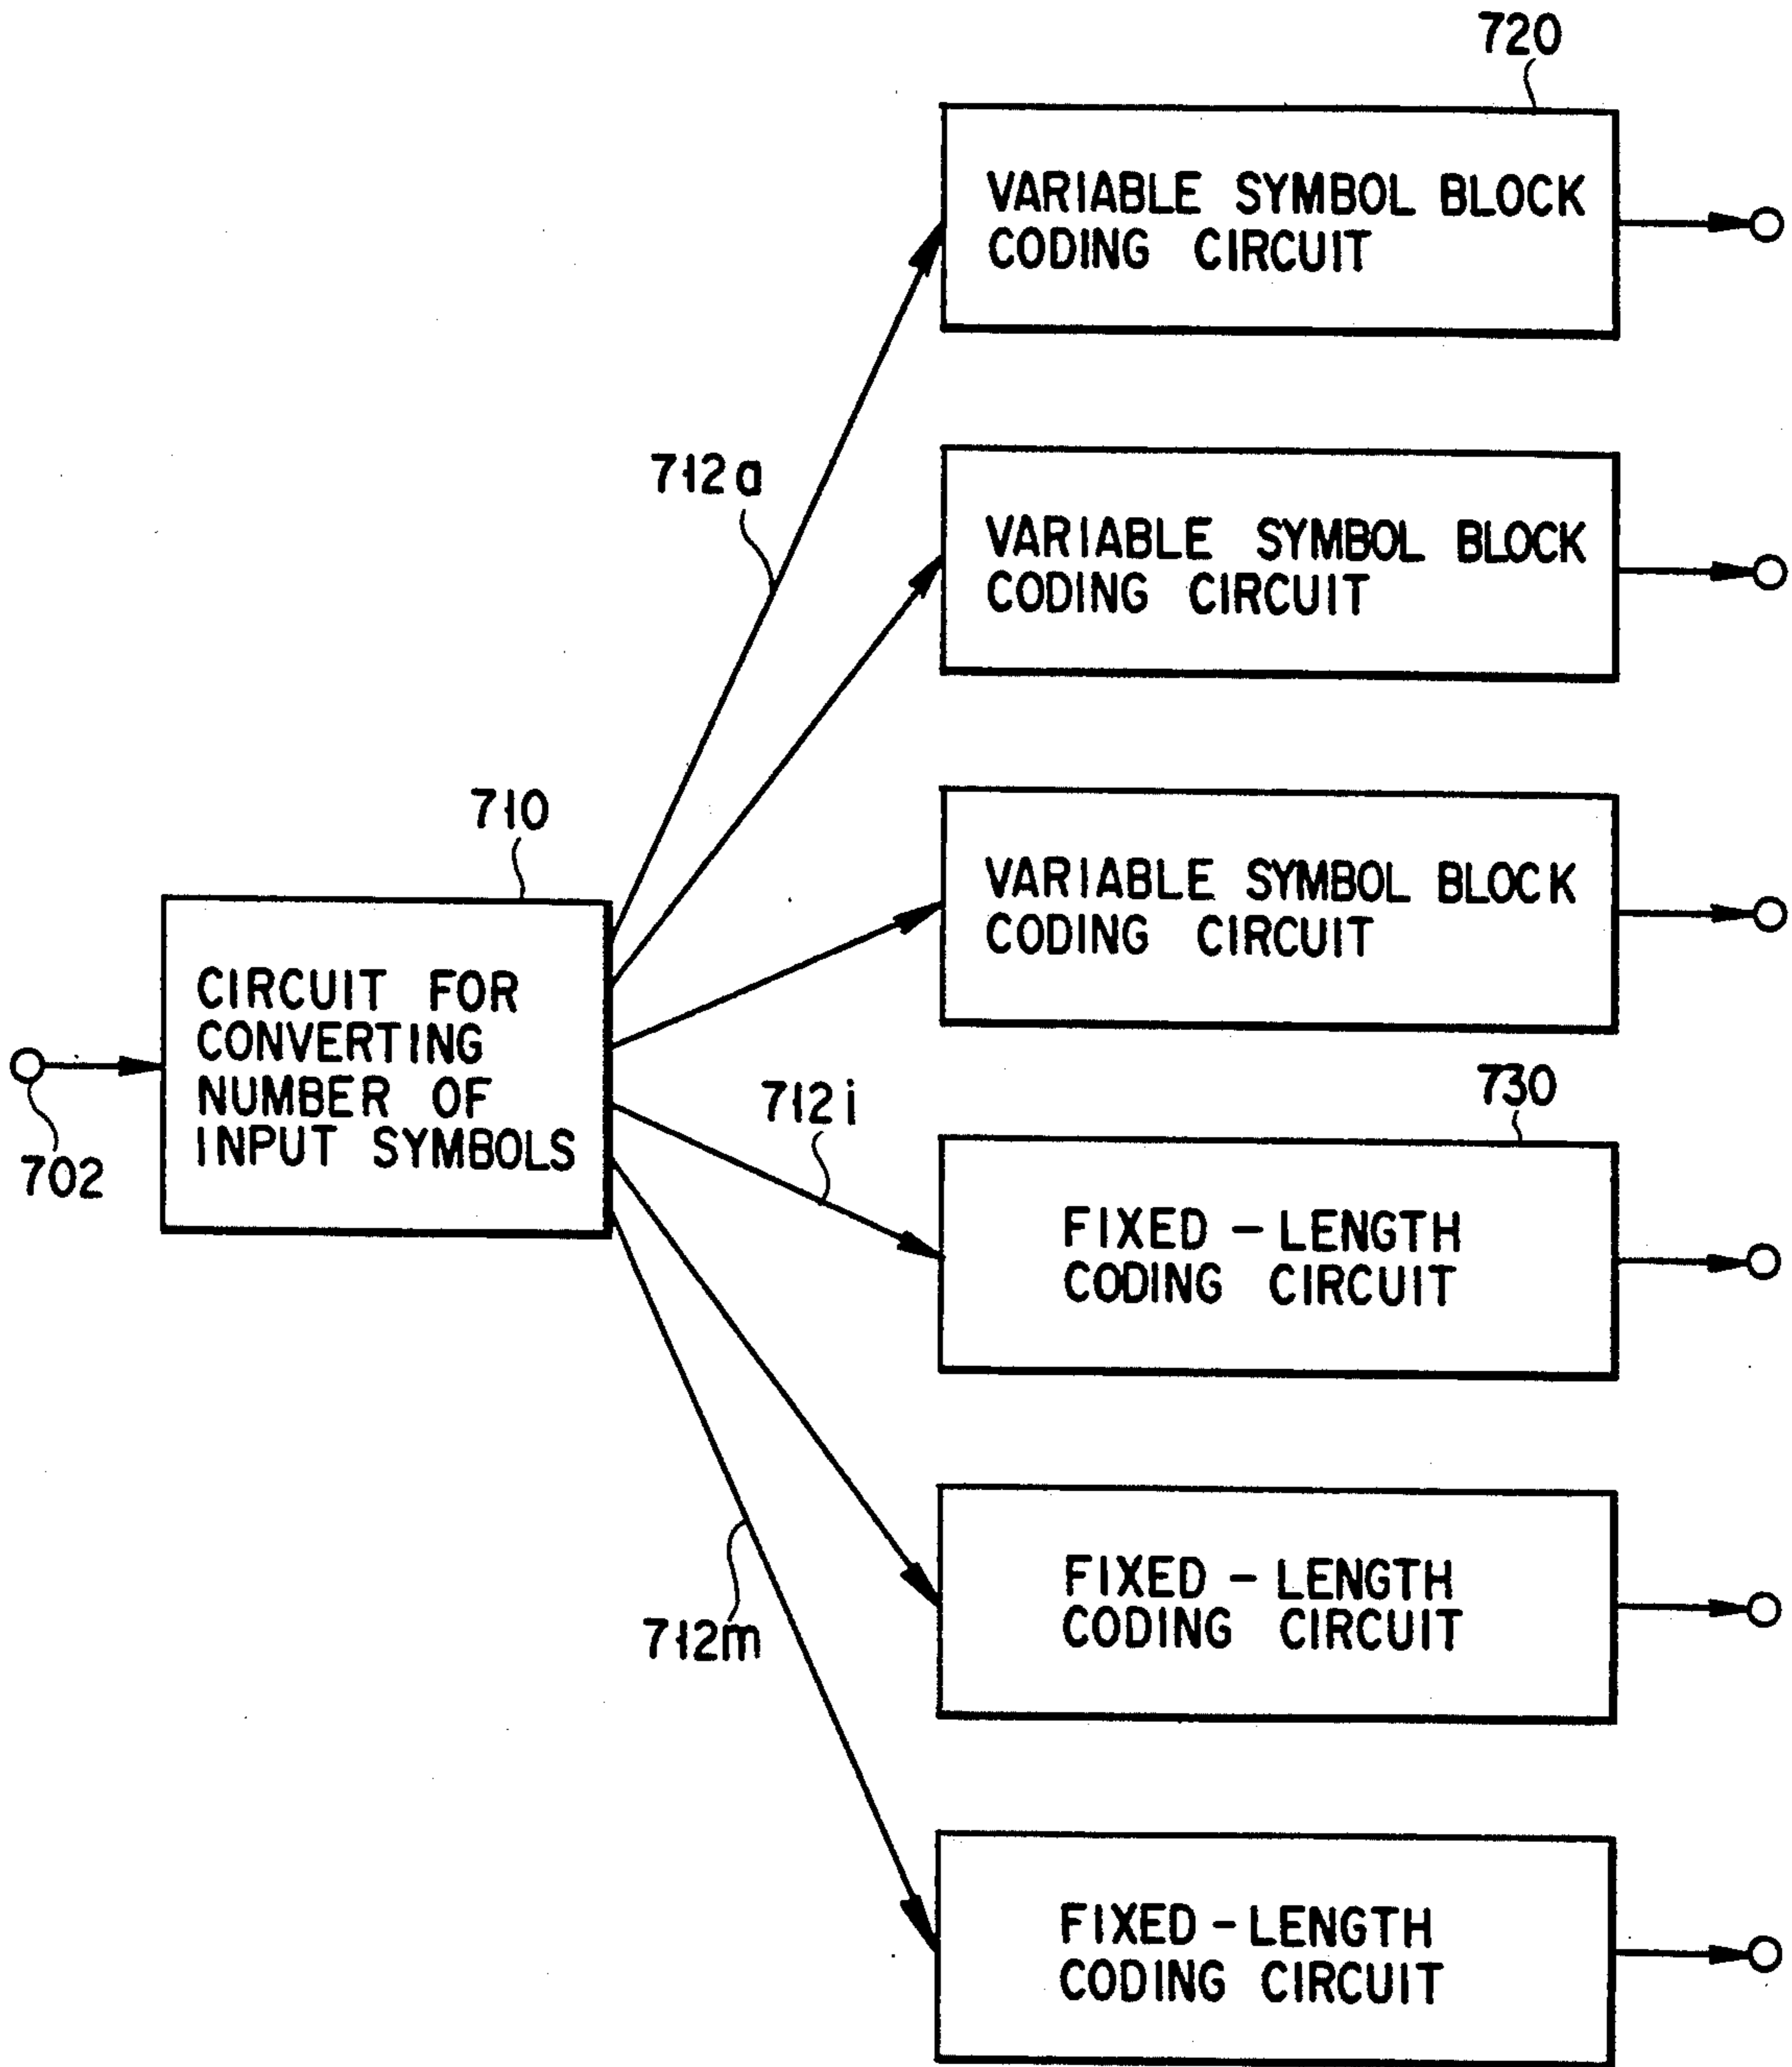 720
VARIABLE SYMBOL BLOCK
CODING CIRCUIT
712a
VARIABLE SYMBOL BLOCK
CODING CIRCUIT
710
VARIABLE SYMBOL BLOCK
CODING CIRCUIT
CIRCUIT FOR
CONVERTING
NUMBER OF
INPUT SYMBOLS
702
712i
730
FIXED - LENGTH
CODING CIRCUIT
712m
FIXED - LENGTH
CODING CIRCUIT
FIXED - LENGTH
CODING CIRCUIT